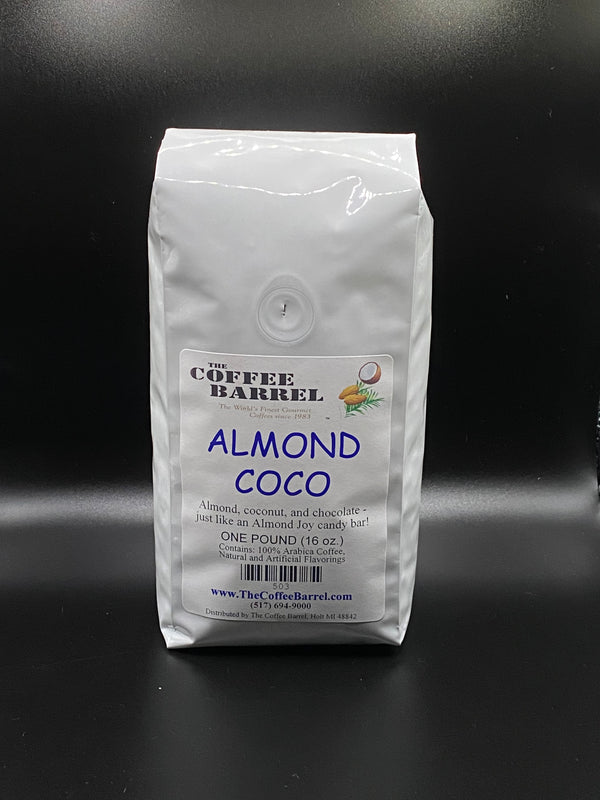 THE
COFFEE
BARREL
The World's Finest Gourmet
Coffees since 1983
ALMOND
COCO
Almond, coconut, and chocolate -
just like an Almond Joy candy bar!
ONE POUND (16 oz.)
Contains: 100% Arabica Coffee,
Natural and Artificial Flavorings
503
www.TheCoffeeBarrel.com
(517) 694-9000
Distributed by The Coffee Barrel, Holt MI 48842